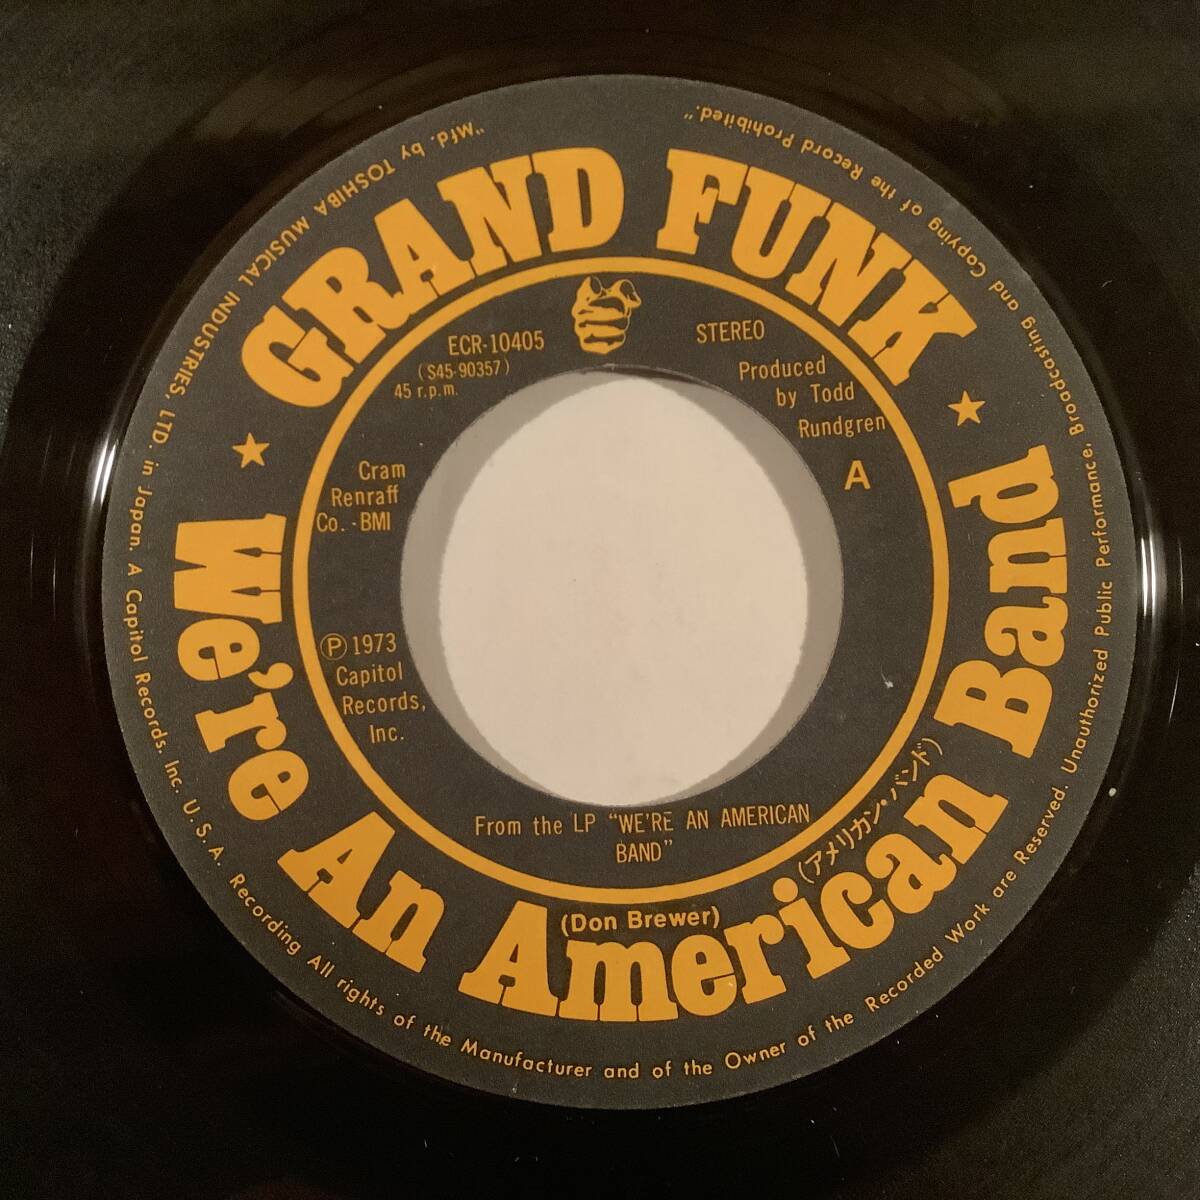 GRAND FUNK
ECR-10405
(S45-90357)
45 r.p.m.
STEREO
Produced
by Todd
Rundgren
A
Cram
Renraff
Co. -BMI
Ⓟ 1973
Capitol
Records,
Inc.
From the LP "WE'RE AN AMERICAN
BAND"
(Don Brewer)
(アメリカン・バンド)
We're An American Band
"Mfd. by TOSHIBA MUSICAL INDUSTRIES, LTD. in Japan. A Capitol Records, Inc. U.S.A. Recording All rights of the Manufacturer and of the Owner of the Recorded Work are Reserved. Unauthorized Public Performance, Broadcasting and Copying of the Record Prohibited."